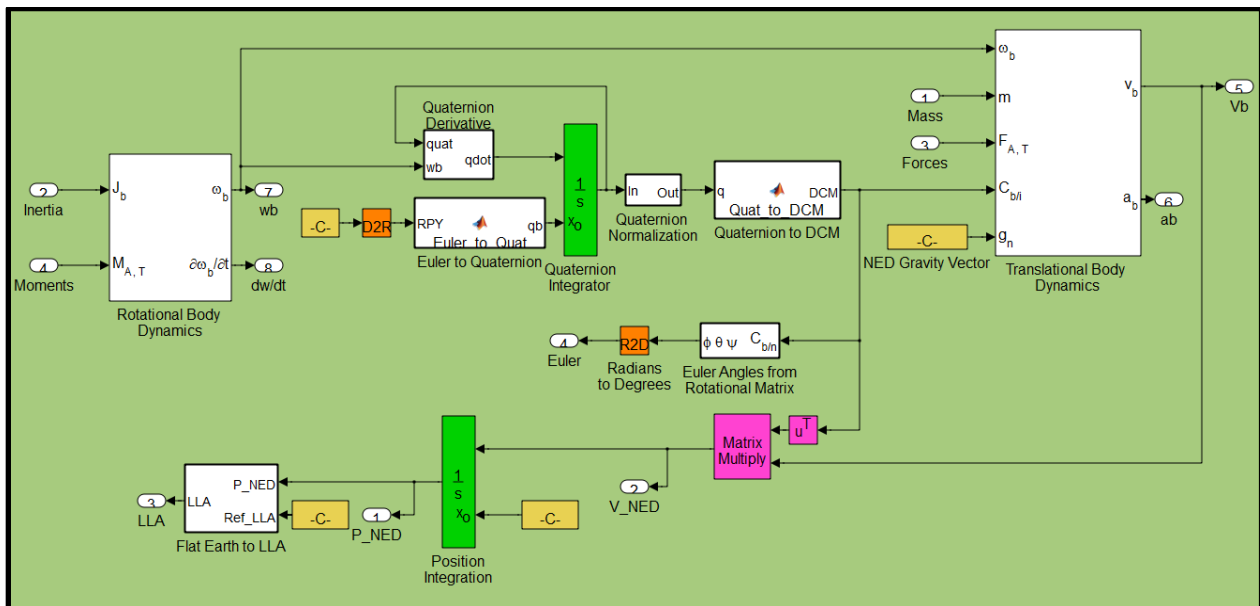 ω_b
m
F_A, T
C_b/i
g_n
v_b
a_b
Translational Body
Dynamics
1
Mass
3
Forces
5
Vb
6
ab
-C-
NED Gravity Vector
Quaternion
Derivative
quat
wb
qdot
J_b
M_A, T
ω_b
∂ω_b/∂t
Rotational Body
Dynamics
2
Inertia
4
Moments
7
wb
8
dw/dt
-C-
D2R
RPY
qb
Euler_to_Quat
Euler to Quaternion
1
s
x_o
Quaternion
Integrator
In
Out
Quaternion
Normalization
q
DCM
Quat_to_DCM
Quaternion to DCM
4
Euler
R2D
Radians
to Degrees
ϕ θ ψ
C_b/n
Euler Angles from
Rotational Matrix
Matrix
Multiply
u^T
2
V_NED
1
s
x_o
Position
Integration
-C-
1
P_NED
P_NED
LLA
Ref_LLA
Flat Earth to LLA
-C-
3
LLA